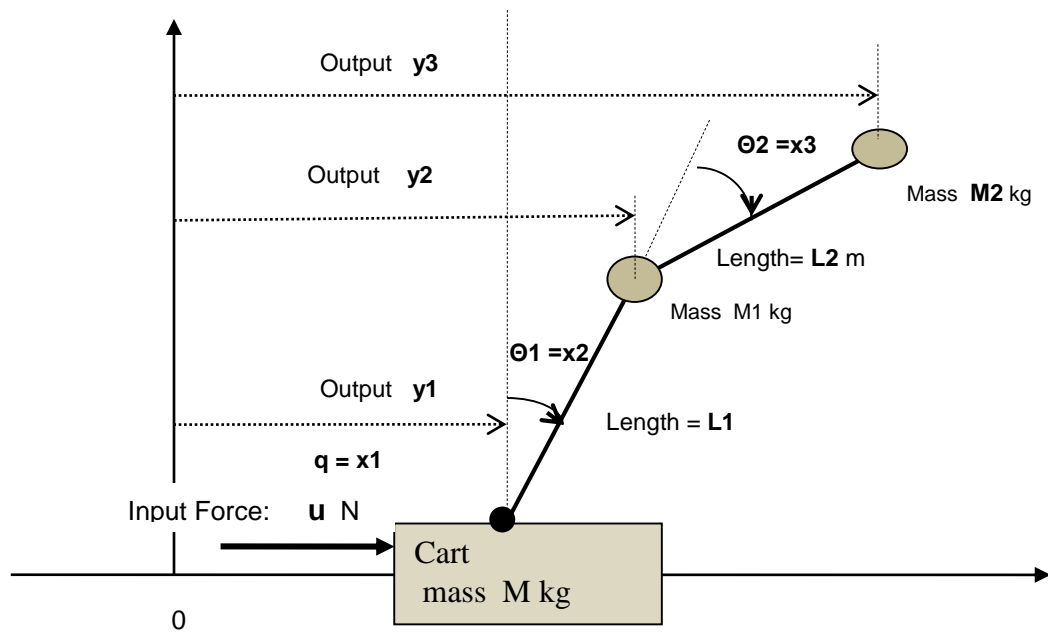 Output y3
Θ2 =x3
Output y2
Mass M2 kg
Length= L2 m
Mass M1 kg
Θ1 =x2
Output y1
Length = L1
q = x1
Input Force: u N
Cart
mass M kg
0